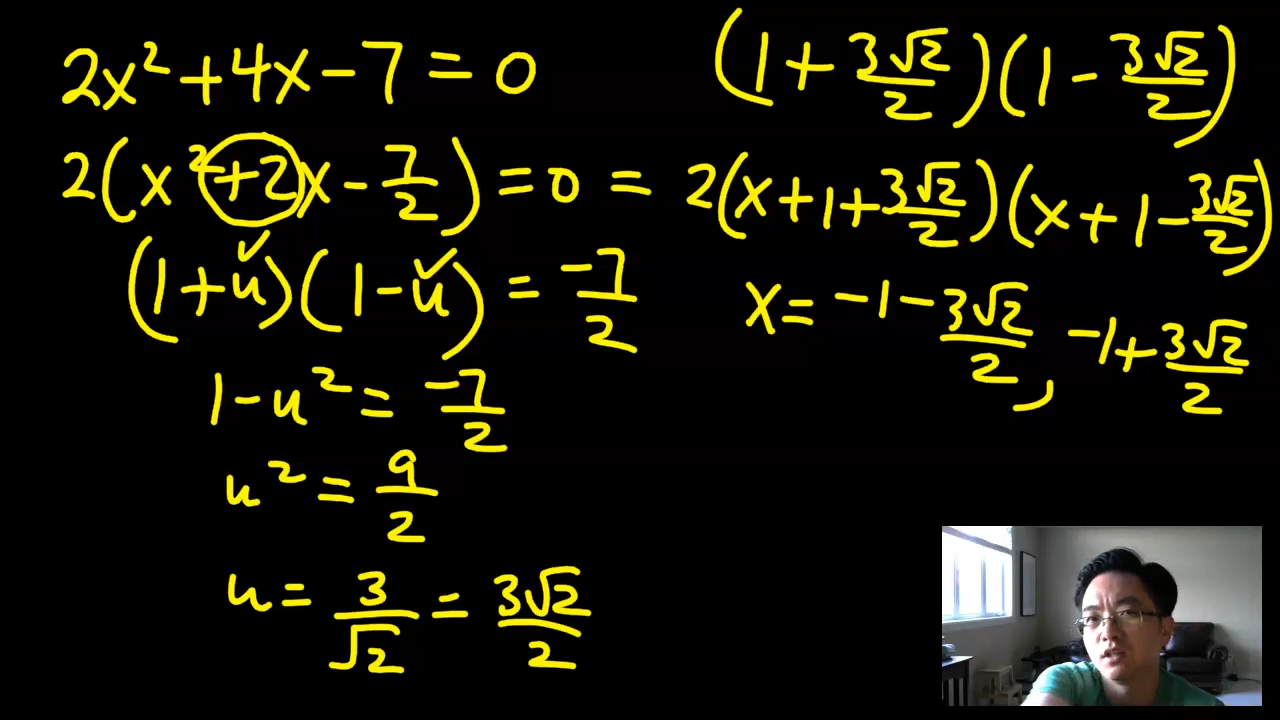 2x² + 4x - 7 = 0
2(x² + 2x - 7/2) = 0 = 2(x + 1 + 3√2/2)(x + 1 - 3√2/2)
(1 + u)(1 - u) = -7/2
1 - u² = -7/2
u² = 9/2
u = 3/√2 = 3√2/2
(1 + 3√2/2)(1 - 3√2/2)
x = -1 - 3√2/2, -1 + 3√2/2